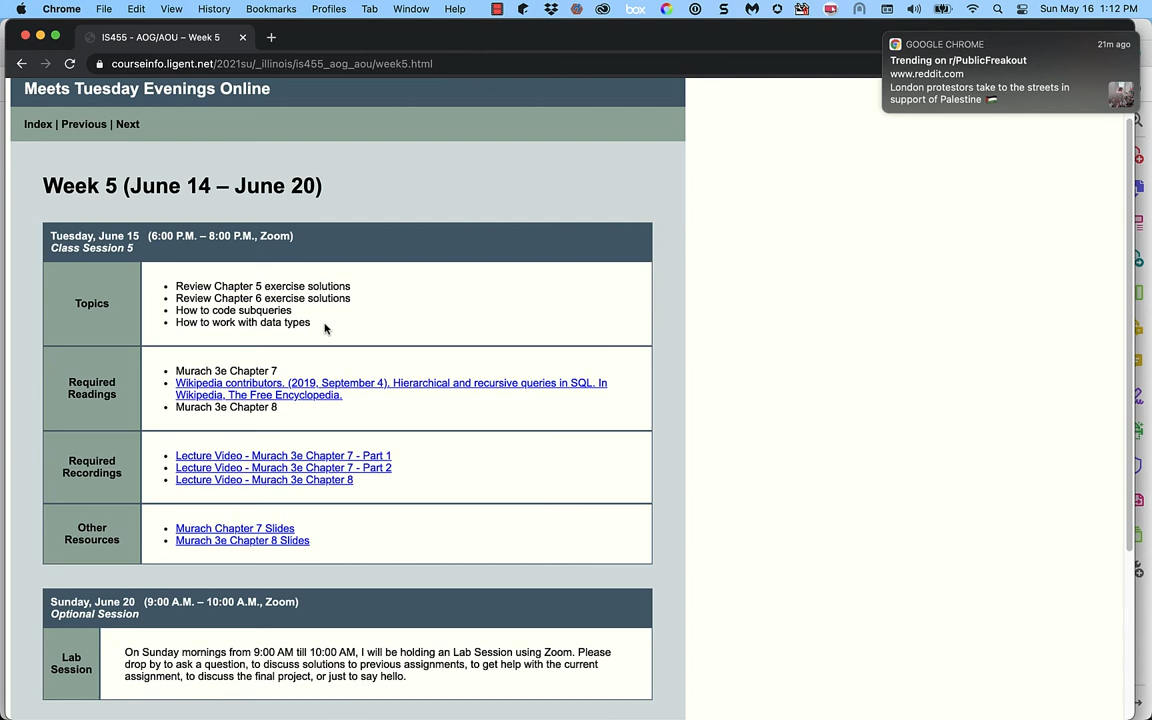 Chrome File Edit View History Bookmarks Profiles Tab Window Help box Sun May 16 1:12 PM
IS455 - AOG/AOU – Week 5
courseinfo.ligent.net/2021su/_illinois/is455_aog_aou/week5.html
GOOGLE CHROME 21m ago
Trending on r/PublicFreakout
www.reddit.com
London protestors take to the streets in
support of Palestine 🇵🇸
Meets Tuesday Evenings Online
Index | Previous | Next
Week 5 (June 14 – June 20)
Tuesday, June 15 (6:00 P.M. – 8:00 P.M., Zoom)
Class Session 5
Topics
• Review Chapter 5 exercise solutions
• Review Chapter 6 exercise solutions
• How to code subqueries
• How to work with data types
Required
Readings
• Murach 3e Chapter 7
• Wikipedia contributors. (2019, September 4). Hierarchical and recursive queries in SQL. In
Wikipedia, The Free Encyclopedia.
• Murach 3e Chapter 8
Required
Recordings
• Lecture Video - Murach 3e Chapter 7 - Part 1
• Lecture Video - Murach 3e Chapter 7 - Part 2
• Lecture Video - Murach 3e Chapter 8
Other
Resources
• Murach Chapter 7 Slides
• Murach 3e Chapter 8 Slides
Sunday, June 20 (9:00 A.M. – 10:00 A.M., Zoom)
Optional Session
Lab
Session
On Sunday mornings from 9:00 AM till 10:00 AM, I will be holding an Lab Session using Zoom. Please
drop by to ask a question, to discuss solutions to previous assignments, to get help with the current
assignment, to discuss the final project, or just to say hello.